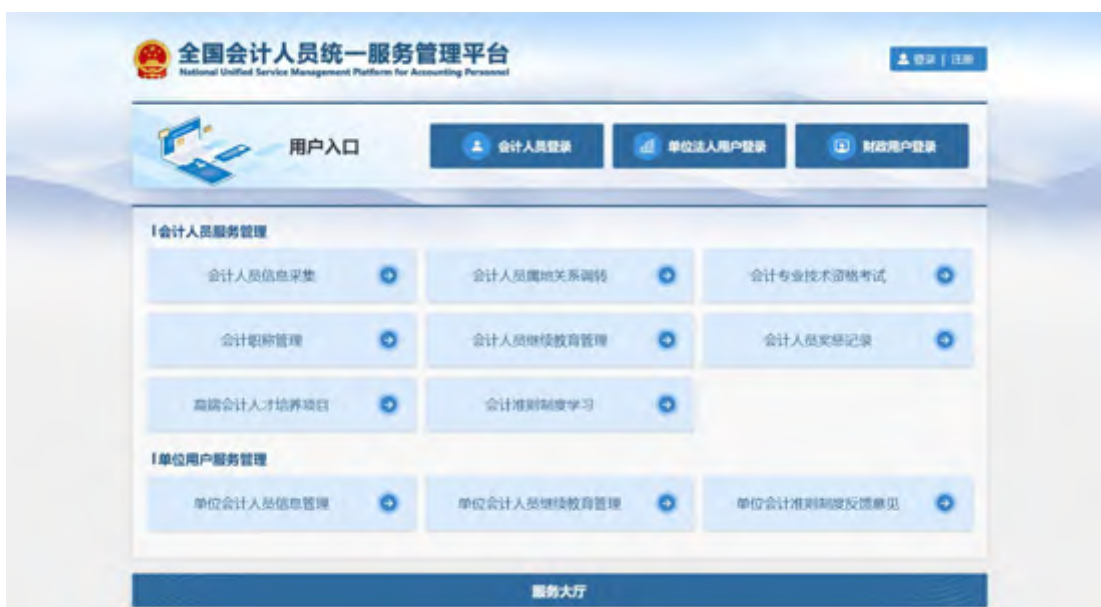 全国会计人员统一服务管理平台
National Unified Service Management Platform for Accounting Personnel
登录 | 注册
用户入口
会计人员登录
单位法人用户登录
财政用户登录
会计人员服务管理
会计人员信息采集
会计人员属地关系调转
会计专业技术资格考试
会计职称管理
会计人员继续教育管理
会计人员奖惩记录
高端会计人才培养项目
会计准则制度学习
单位用户服务管理
单位会计人员信息管理
单位会计人员继续教育管理
单位会计准则制度反馈意见
服务大厅